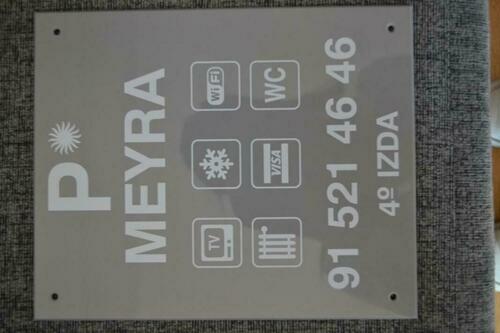 P
MEYRA
TV
WiFi
VISA
WC
91 521 46 46
4º IZDA